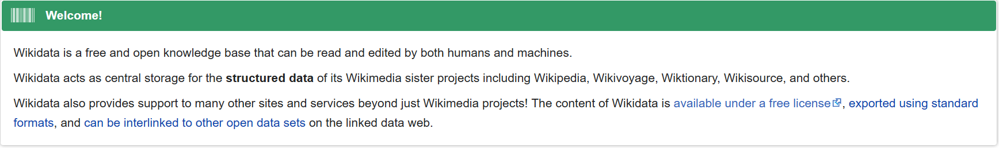 Welcome!
Wikidata is a free and open knowledge base that can be read and edited by both humans and machines.
Wikidata acts as central storage for the structured data of its Wikimedia sister projects including Wikipedia, Wikivoyage, Wiktionary, Wikisource, and others.
Wikidata also provides support to many other sites and services beyond just Wikimedia projects! The content of Wikidata is available under a free license, exported using standard
formats, and can be interlinked to other open data sets on the linked data web.